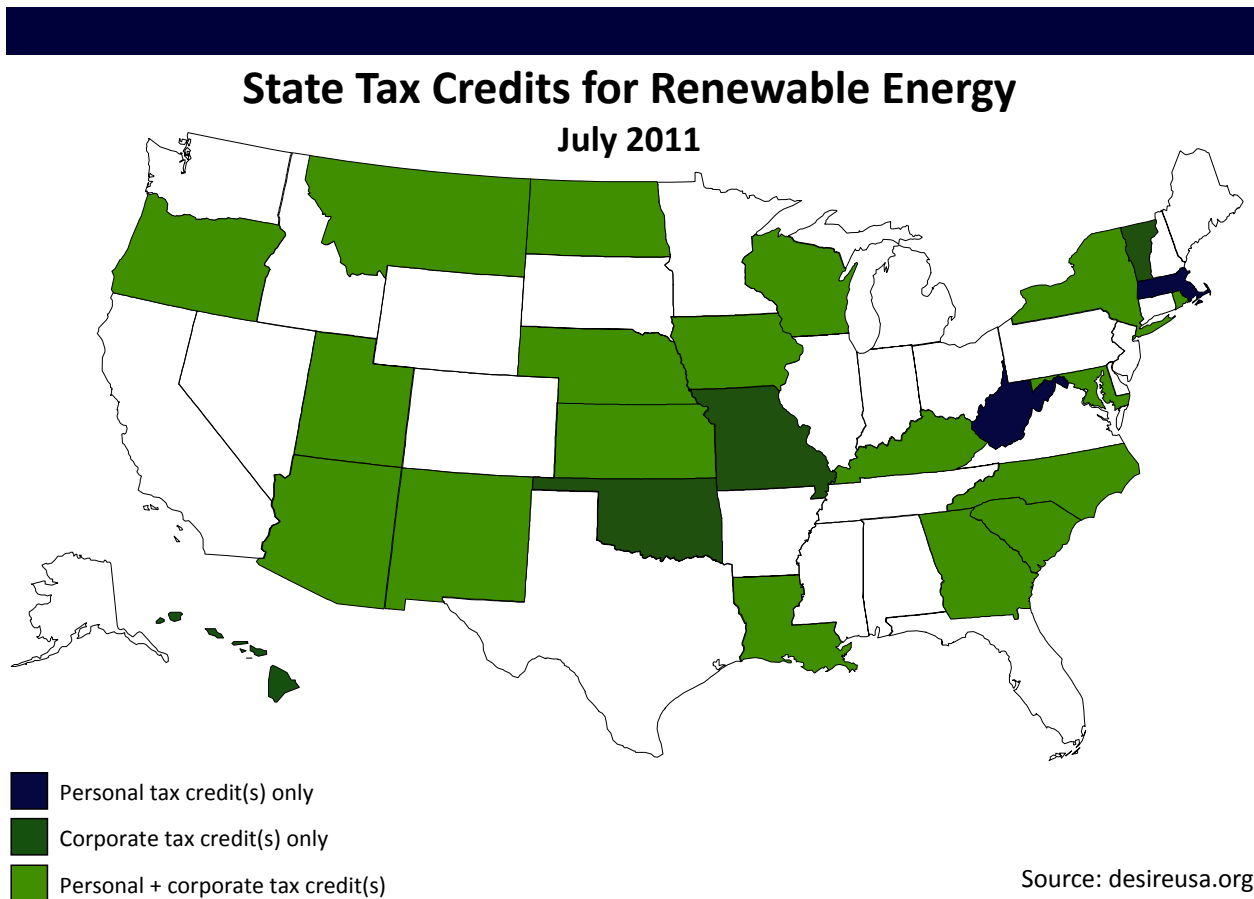 State Tax Credits for Renewable Energy
July 2011
Personal tax credit(s) only
Corporate tax credit(s) only
Personal + corporate tax credit(s)
Source: desireusa.org